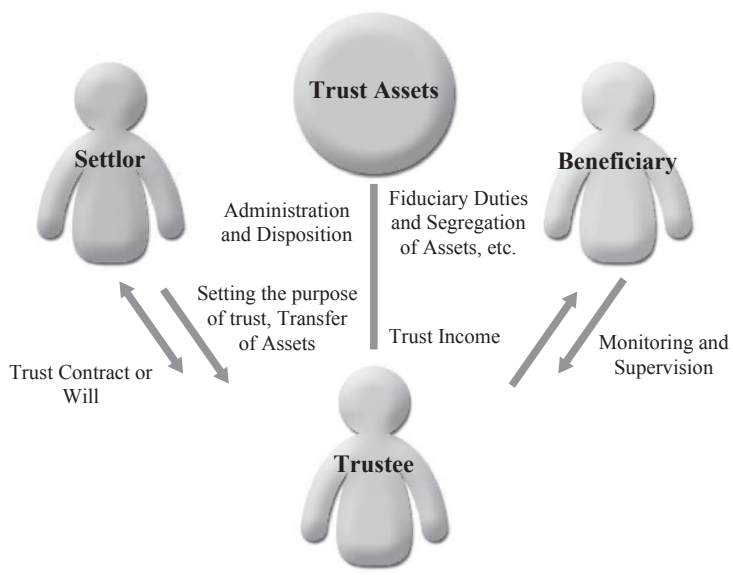 Trust Assets
Settlor
Beneficiary
Administration
and Disposition
Fiduciary Duties
and Segregation
of Assets, etc.
Setting the purpose
of trust, Transfer
of Assets
Trust Income
Monitoring and
Supervision
Trust Contract or
Will
Trustee